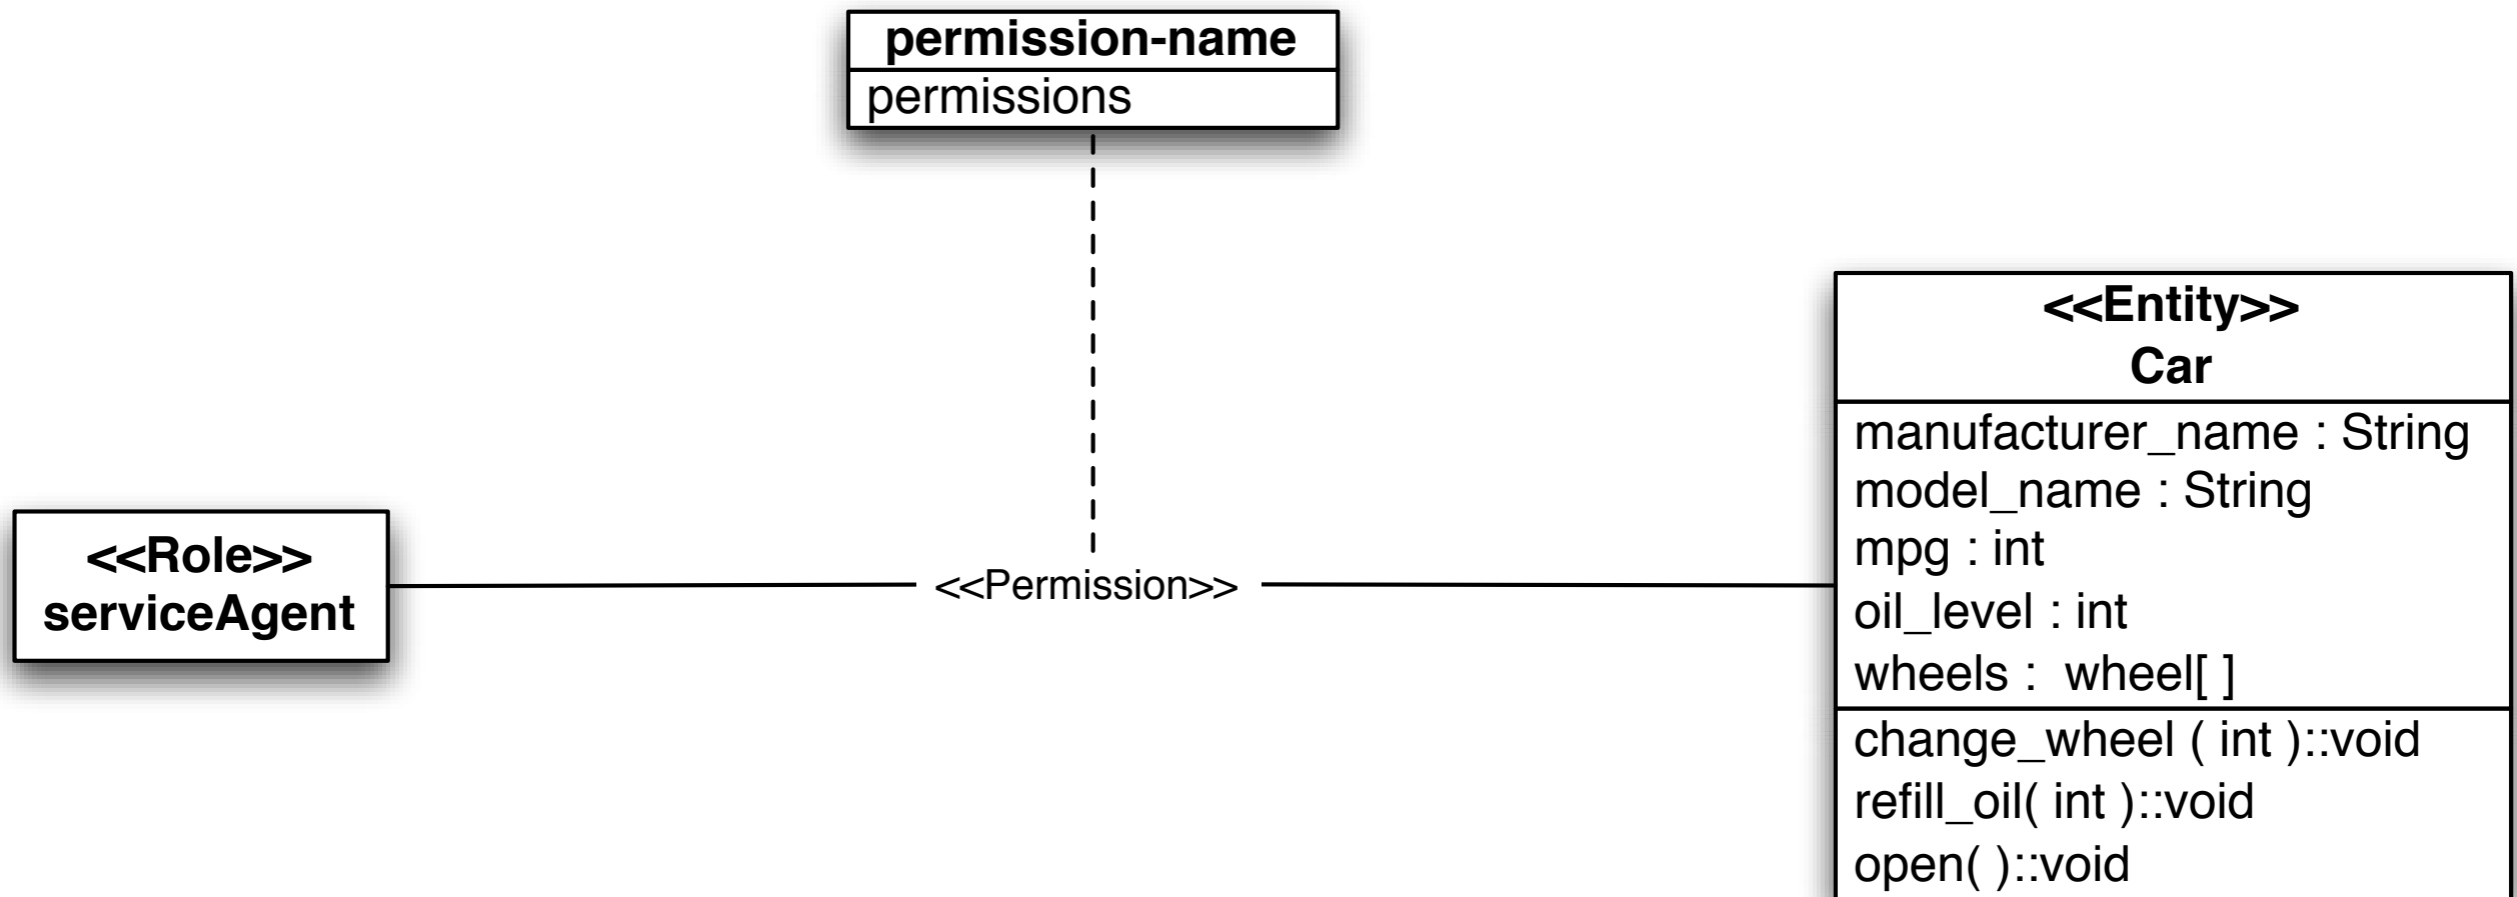 permission-name
permissions
<<Role>>
serviceAgent
<<Permission>>
<<Entity>>
Car
manufacturer_name : String
model_name : String
mpg : int
oil_level : int
wheels :  wheel[ ]
change_wheel ( int )::void
refill_oil( int )::void
open( )::void